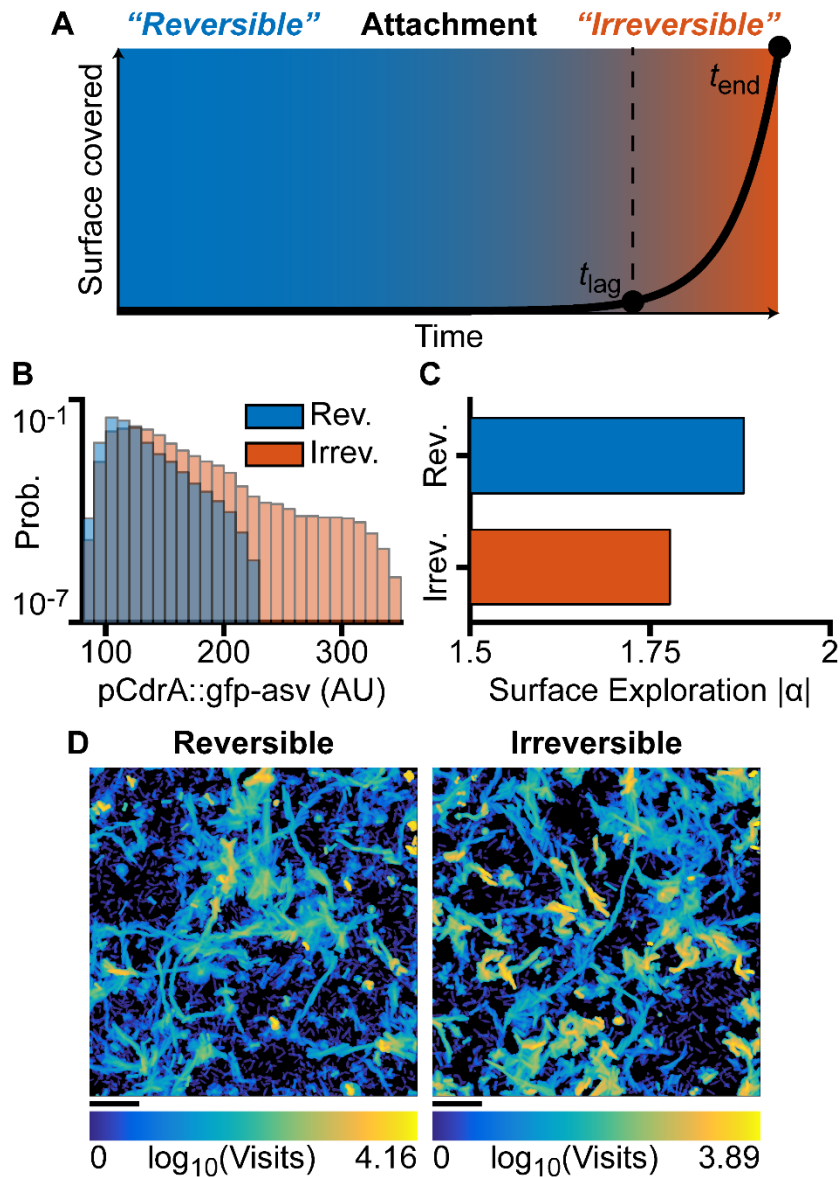 A "Reversible" Attachment "Irreversible"
Surface covered
t_end
t_lag
Time
B
10^-1
Prob.
10^-7
Rev.
Irrev.
100 200 300
pCdrA::gfp-asv (AU)
C
Rev.
Irrev.
1.5 1.75 2
Surface Exploration |α|
D Reversible Irreversible
0 log10(Visits) 4.16
0 log10(Visits) 3.89